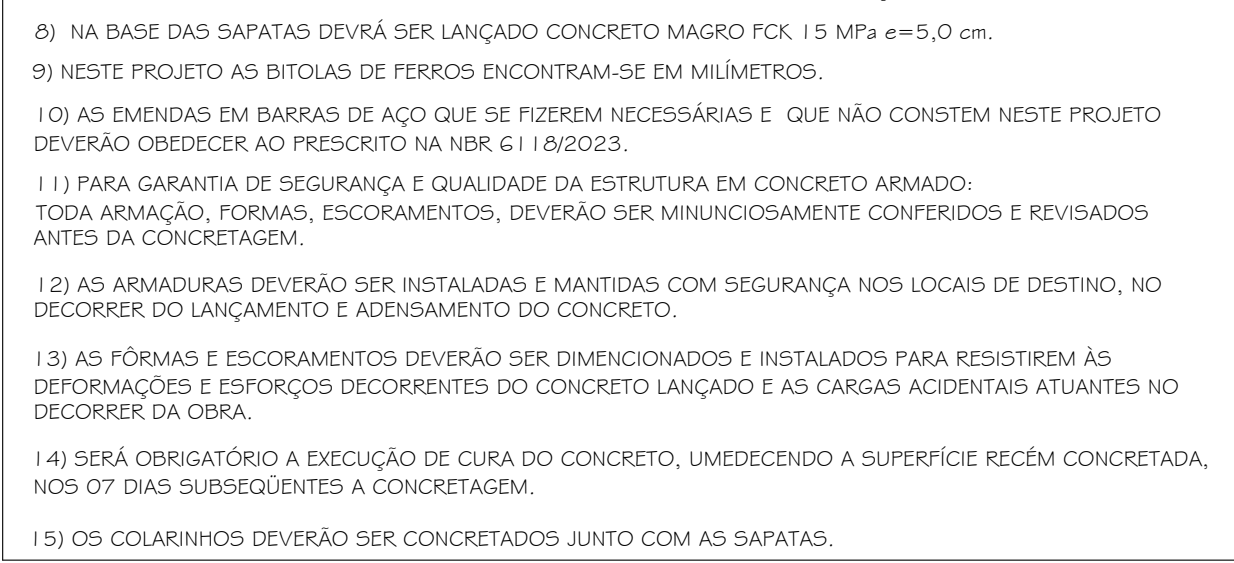 8) NA BASE DAS SAPATAS DEVRÁ SER LANÇADO CONCRETO MAGRO FCK 15 MPa e=5,0 cm.
9) NESTE PROJETO AS BITOLAS DE FERROS ENCONTRAM-SE EM MILÍMETROS.
10) AS EMENDAS EM BARRAS DE AÇO QUE SE FIZEREM NECESSÁRIAS E QUE NÃO CONSTEM NESTE PROJETO
DEVERÃO OBEDECER AO PRESCRITO NA NBR 6118/2023.
11) PARA GARANTIA DE SEGURANÇA E QUALIDADE DA ESTRUTURA EM CONCRETO ARMADO:
TODA ARMAÇÃO, FORMAS, ESCORAMENTOS, DEVERÃO SER MINUNCIOSAMENTE CONFERIDOS E REVISADOS
ANTES DA CONCRETAGEM.
12) AS ARMADURAS DEVERÃO SER INSTALADAS E MANTIDAS COM SEGURANÇA NOS LOCAIS DE DESTINO, NO
DECORRER DO LANÇAMENTO E ADENSAMENTO DO CONCRETO.
13) AS FÔRMAS E ESCORAMENTOS DEVERÃO SER DIMENCIONADOS E INSTALADOS PARA RESISTIREM ÀS
DEFORMAÇÕES E ESFORÇOS DECORRENTES DO CONCRETO LANÇADO E AS CARGAS ACIDENTAIS ATUANTES NO
DECORRER DA OBRA.
14) SERÁ OBRIGATÓRIO A EXECUÇÃO DE CURA DO CONCRETO, UMEDECENDO A SUPERFÍCIE RECÉM CONCRETADA,
NOS 07 DIAS SUBSEQÜENTES A CONCRETAGEM.
15) OS COLARINHOS DEVERÃO SER CONCRETADOS JUNTO COM AS SAPATAS.